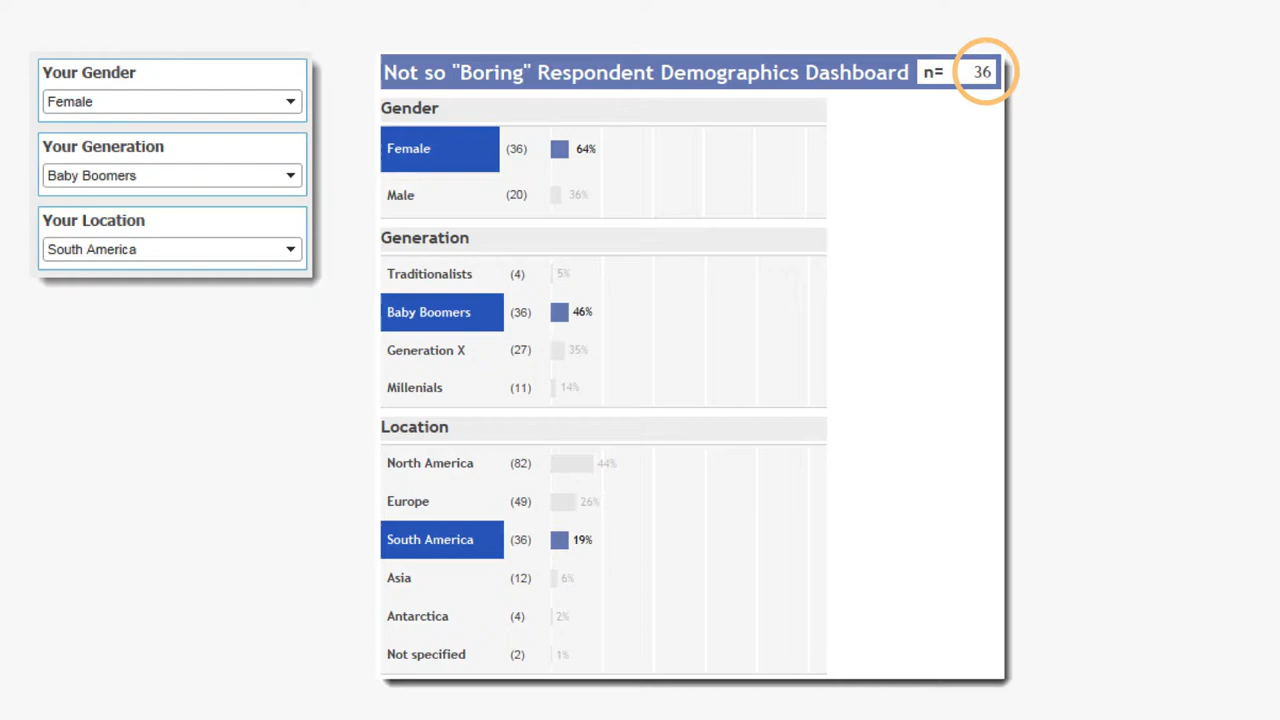 Your Gender
Female
Your Generation
Baby Boomers
Your Location
South America
Not so "Boring" Respondent Demographics Dashboard n= 36
Gender
Female (36) 64%
Male (20) 36%
Generation
Traditionalists (4) 5%
Baby Boomers (36) 46%
Generation X (27) 35%
Millenials (11) 14%
Location
North America (82) 44%
Europe (49) 26%
South America (36) 19%
Asia (12) 6%
Antarctica (4) 2%
Not specified (2) 1%